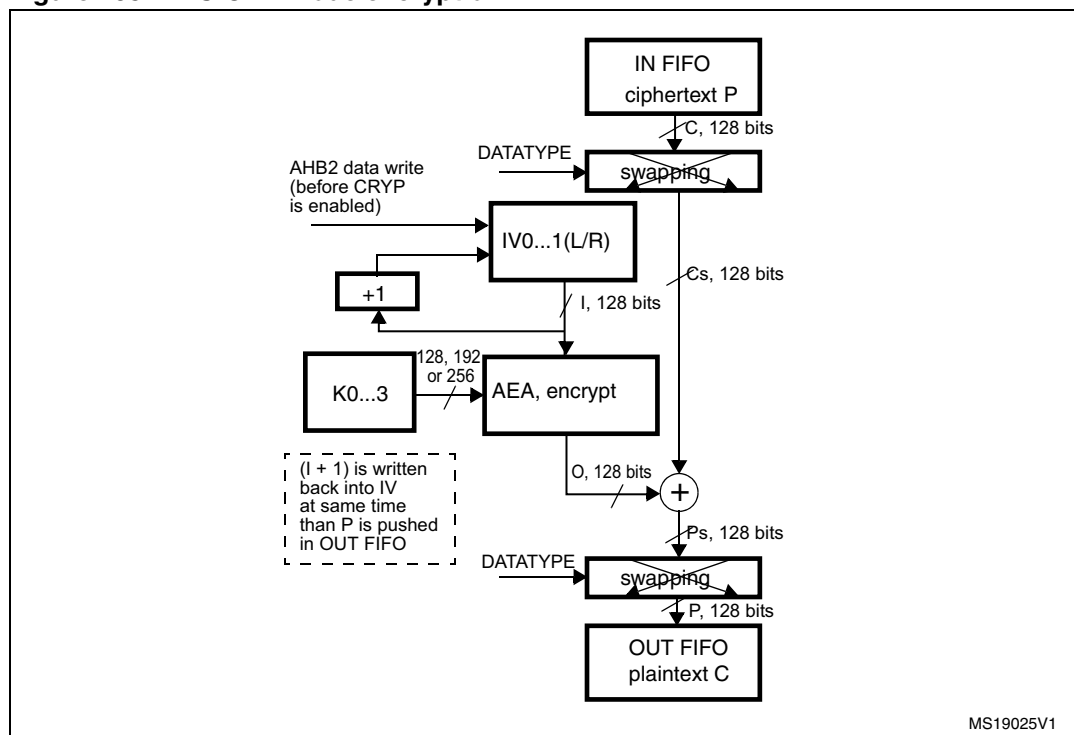 IN FIFO
ciphertext P
C, 128 bits
DATATYPE
swapping
AHB2 data write
(before CRYP
is enabled)
IV0...1(L/R)
Cs, 128 bits
+1
I, 128 bits
128, 192
or 256
K0...3
AEA, encrypt
(I + 1) is written
back into IV
at same time
than P is pushed
in OUT FIFO
O, 128 bits
+
Ps, 128 bits
DATATYPE
swapping
P, 128 bits
OUT FIFO
plaintext C
MS19025V1